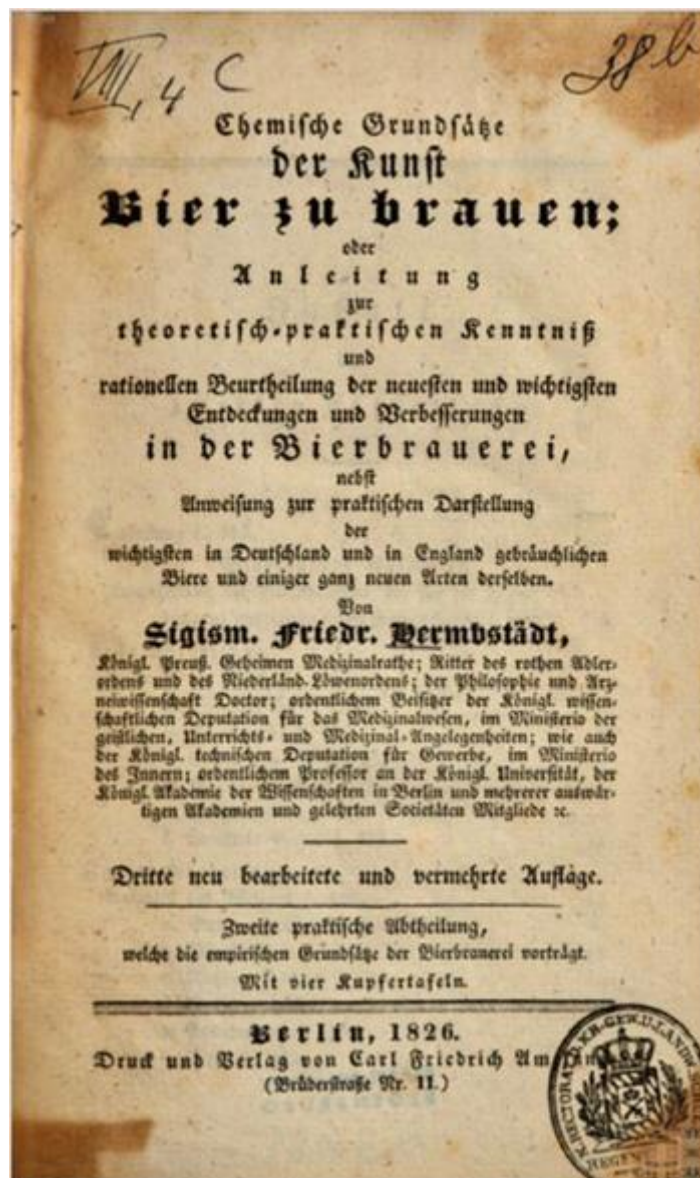 VIII, 4 C
38 b
Chemische Grundsätze
der Kunst
Bier zu brauen;
oder
Anleitung
zur
theoretisch-praktischen Kenntniß
und
rationellen Beurtheilung der neuesten und wichtigsten
Entdeckungen und Verbesserungen
in der Bierbrauerei,
nebst
Anweisung zur praktischen Darstellung
der
wichtigsten in Deutschland und in England gebräuchlichen
Biere und einiger ganz neuen Arten derselben.
Von
Sigism. Friedr. Hermbstädt,
Königl. Preuß. Geheimen Medizinalrathe; Ritter des rothen Adler-
ordens und des Niederländ. Löwenordens; der Philosophie und Arz-
neiwissenschaft Doctor; ordentlichem Beisitzer der Königl. wissen-
schaftlichen Deputation für das Medizinalwesen, im Ministerio der
geistlichen, Unterrichts- und Medizinal-Angelegenheiten; wie auch
der Königl. technischen Deputation für Gewerbe, im Ministerio
des Innern; ordentlichem Professor an der Königl. Universität, der
Königl. Akademie der Wissenschaften in Berlin und mehrerer auswär-
tigen Akademien und gelehrten Societäten Mitgliede ꝛc.
Dritte neu bearbeitete und vermehrte Auflage.
Zweite praktische Abtheilung,
welche die empirischen Grundsätze der Bierbrauerei vorträgt.
Mit vier Kupfertafeln.
Berlin, 1826.
Druck und Verlag von Carl Friedrich
(Brüderstraße Nr. 11.)